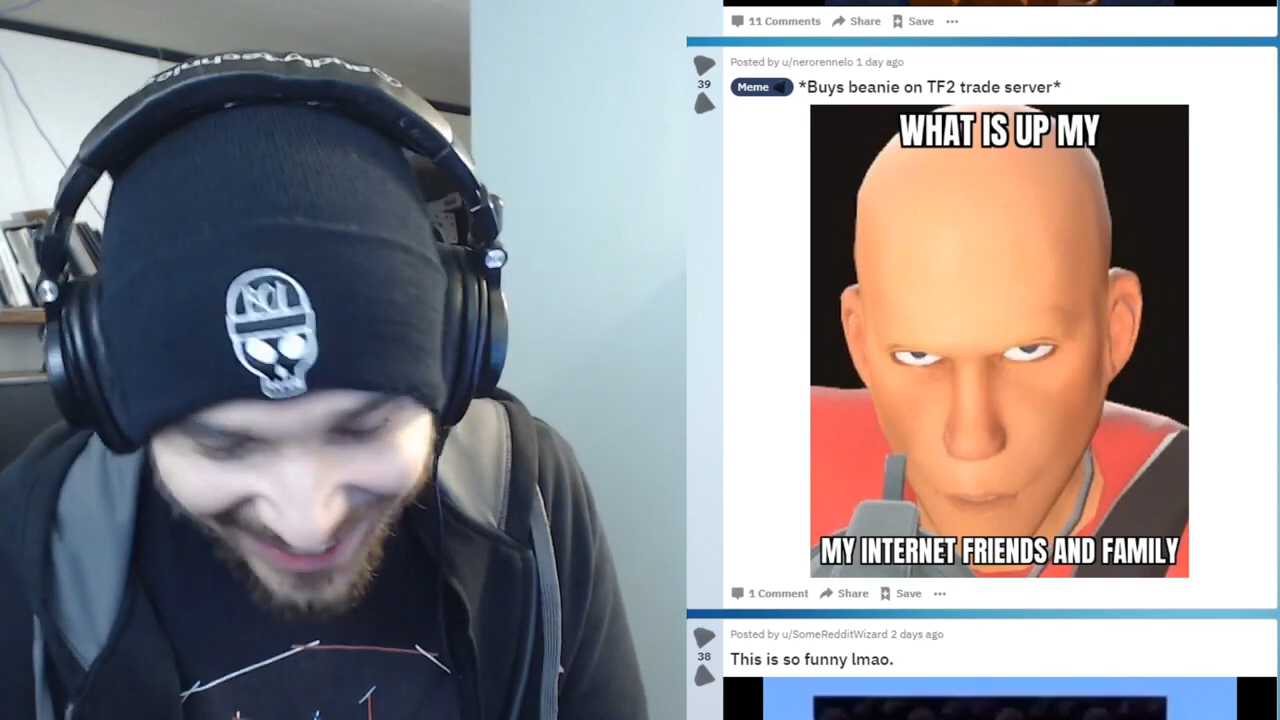 audio-technica
11 Comments Share Save
Posted by u/nerorennelo 1 day ago
39
Meme *Buys beanie on TF2 trade server*
WHAT IS UP MY
MY INTERNET FRIENDS AND FAMILY
1 Comment Share Save
Posted by u/SomeRedditWizard 2 days ago
38
This is so funny lmao.